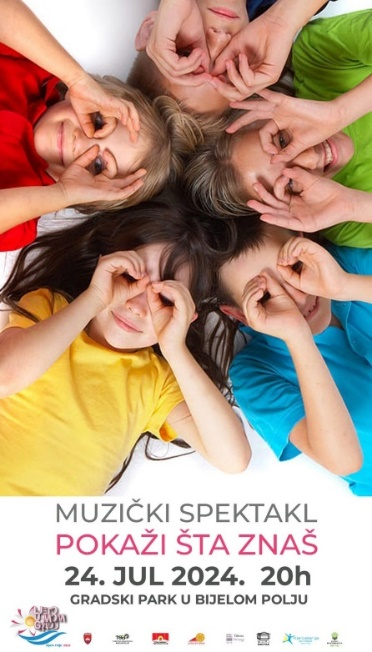 MUZIČKI SPEKTAKL
POKAŽI ŠTA ZNAŠ
24. JUL 2024. 20h
GRADSKI PARK U BIJELOM POLJU